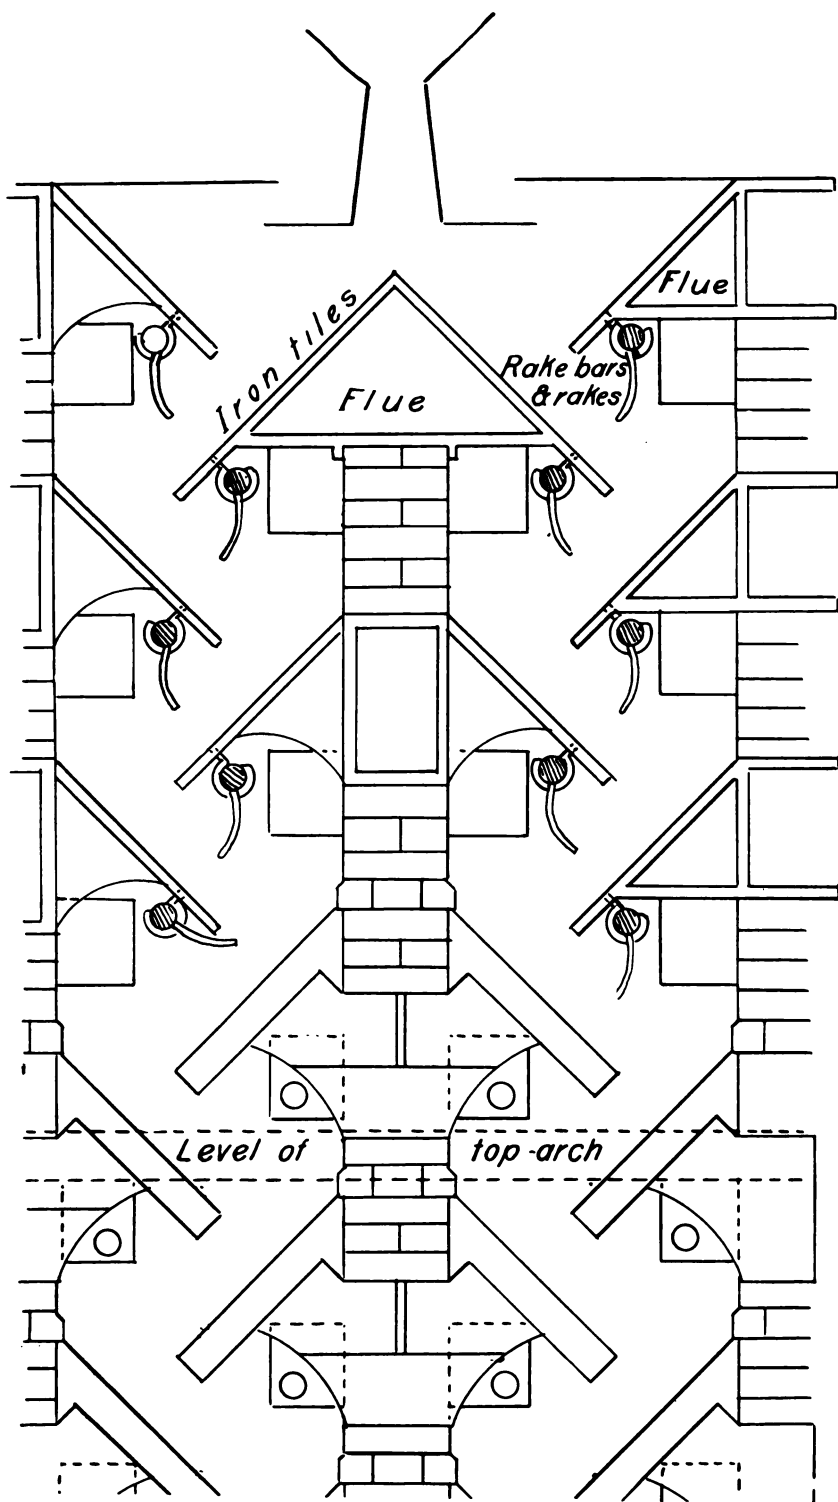 Flue
Iron tiles
Flue
Rake bars
& rakes
Level of top-arch